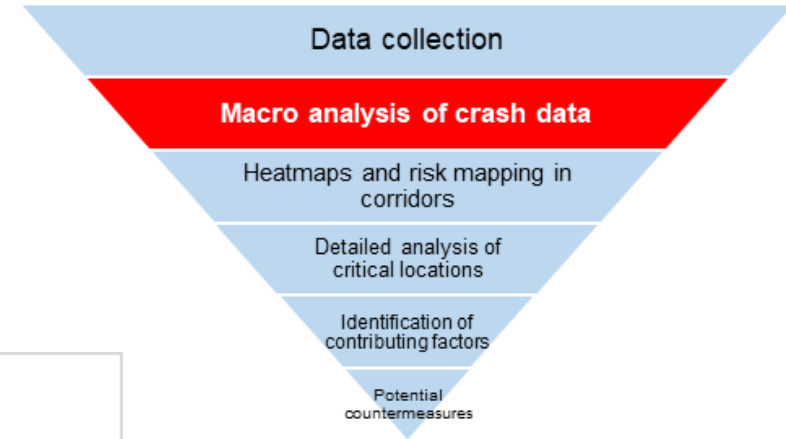 Data collection
Macro analysis of crash data
Heatmaps and risk mapping in
corridors
Detailed analysis of
critical locations
Identification of
contributing factors
Potential
countermeasures